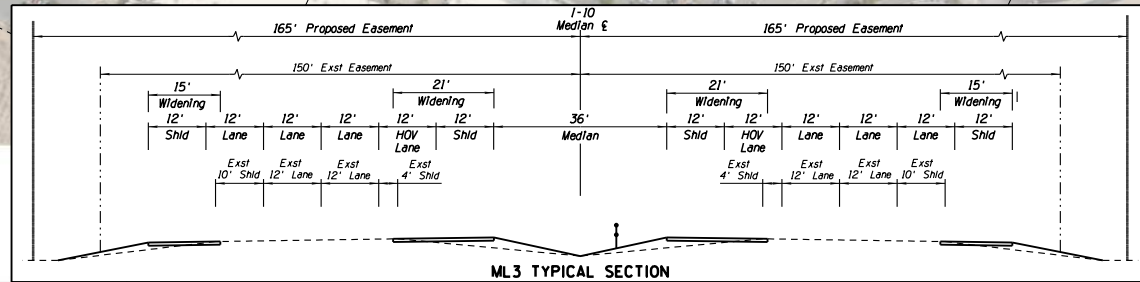 I-10
Median ℄
165' Proposed Easement 165' Proposed Easement
150' Exst Easement 150' Exst Easement
15' 21' 21' 15'
Widening Widening Widening Widening
12' 12' 12' 12' 12' 12' 36' 12' 12' 12' 12' 12' 12'
Shld Lane Lane Lane HOV Lane Shld Median Shld HOV Lane Lane Lane Lane Shld
Exst Exst Exst Exst Exst Exst Exst Exst
10' Shld 12' Lane 12' Lane 4' Shld 4' Shld 12' Lane 12' Lane 10' Shld
ML3 TYPICAL SECTION